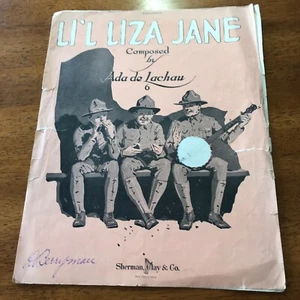 LI'L LIZA JANE
Composed
by
Ada de Lachau
6
Sherman, Clay & Co.